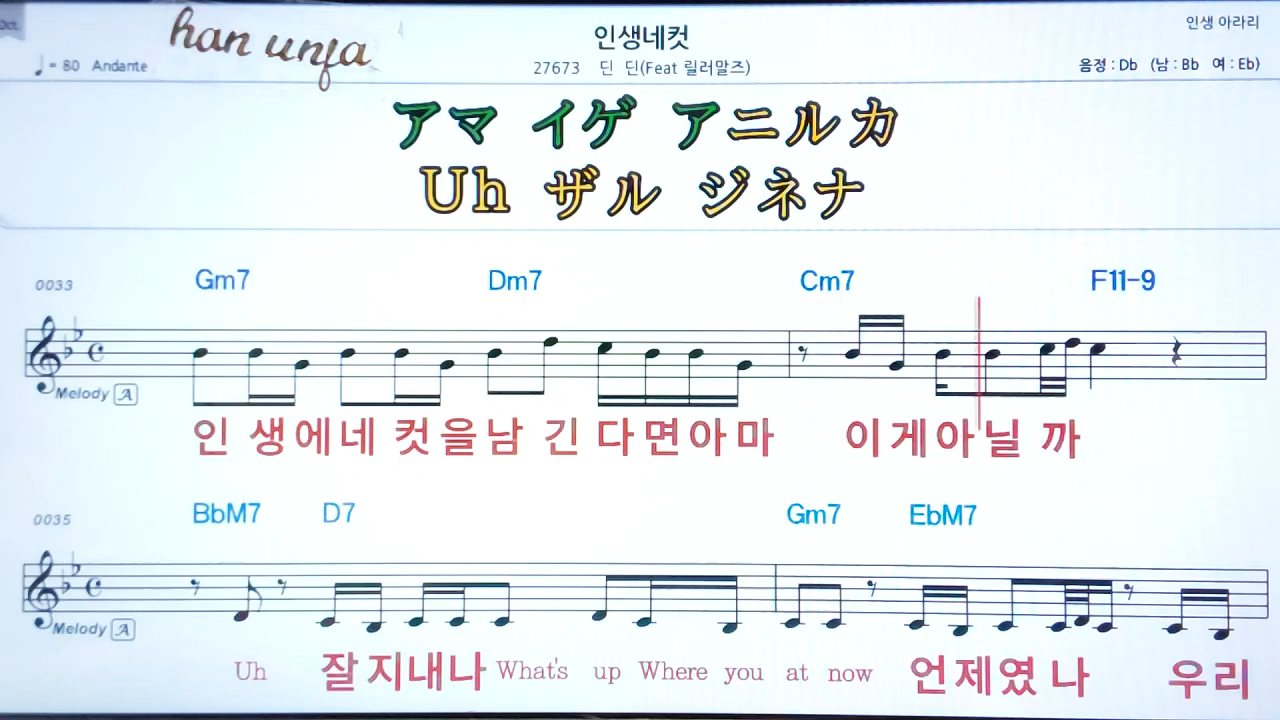 han unfa
인생네컷
인생 아라리
♩= 80 Andante
27673 딘 딘(Feat 릴러말즈)
음정 : Db (남 : Bb 여 : Eb)
アマ イゲ アニルカ
Uh ザル ジネナ
0033 Gm7 Dm7 Cm7 F11-9
Melody A
인 생에네 컷을남 긴 다면아마 이게아닐 까
0035 BbM7 D7 Gm7 EbM7
Melody A
Uh 잘지내나 What's up Where you at now 언제였 나 우리